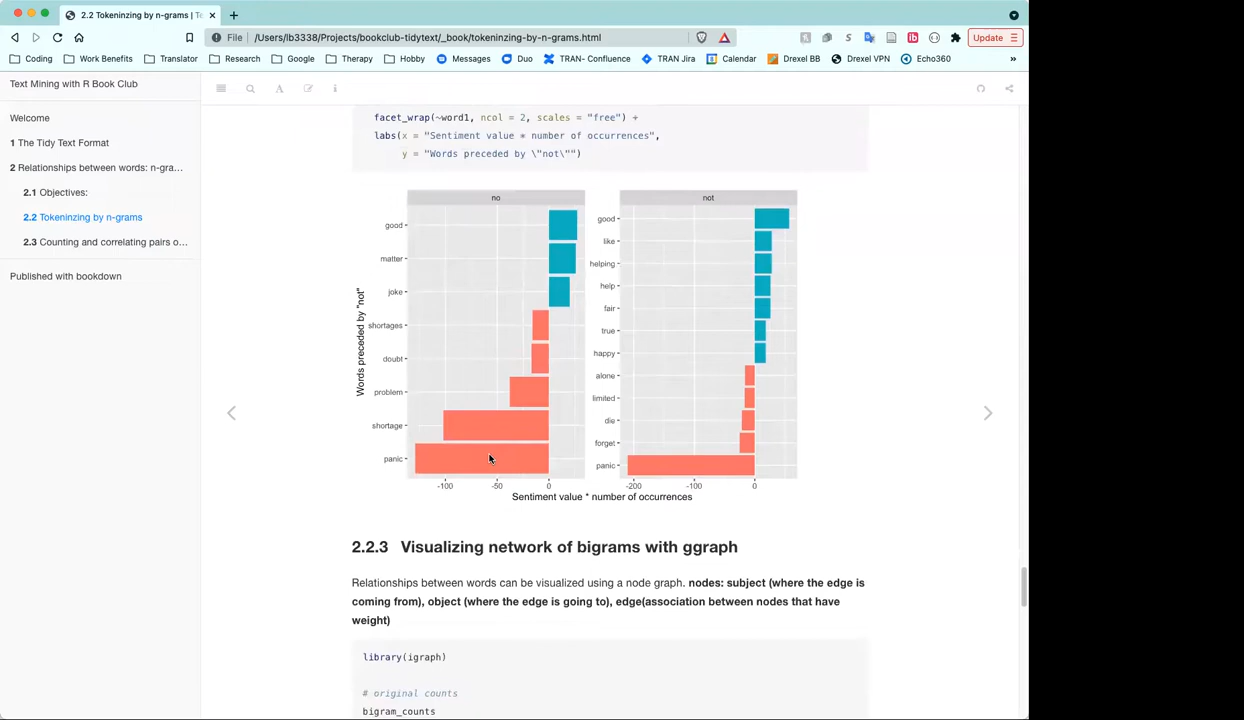 2.2 Tokeninzing by n-grams | Te
File /Users/lb3338/Projects/bookclub-tidytext/_book/tokeninzing-by-n-grams.html
Update
Coding Work Benefits Translator Research Google Therapy Hobby Messages Duo TRAN- Confluence TRAN Jira Calendar Drexel BB Drexel VPN Echo360 »
Text Mining with R Book Club
Welcome
1 The Tidy Text Format
2 Relationships between words: n-gra…
2.1 Objectives:
2.2 Tokeninzing by n-grams
2.3 Counting and correlating pairs o…
Published with bookdown
facet_wrap(~word1, ncol = 2, scales = "free") +
labs(x = "Sentiment value * number of occurrences",
y = "Words preceded by \"not\"")
no
good
matter
joke
shortages
doubt
problem
shortage
panic
-100 -50 0
not
good
like
helping
help
fair
true
happy
alone
limited
die
forget
panic
-200 -100 0
Words preceded by "not"
Sentiment value * number of occurrences
2.2.3 Visualizing network of bigrams with ggraph
Relationships between words can be visualized using a node graph. nodes: subject (where the edge is
coming from), object (where the edge is going to), edge(association between nodes that have
weight)
library(igraph)
# original counts
bigram_counts